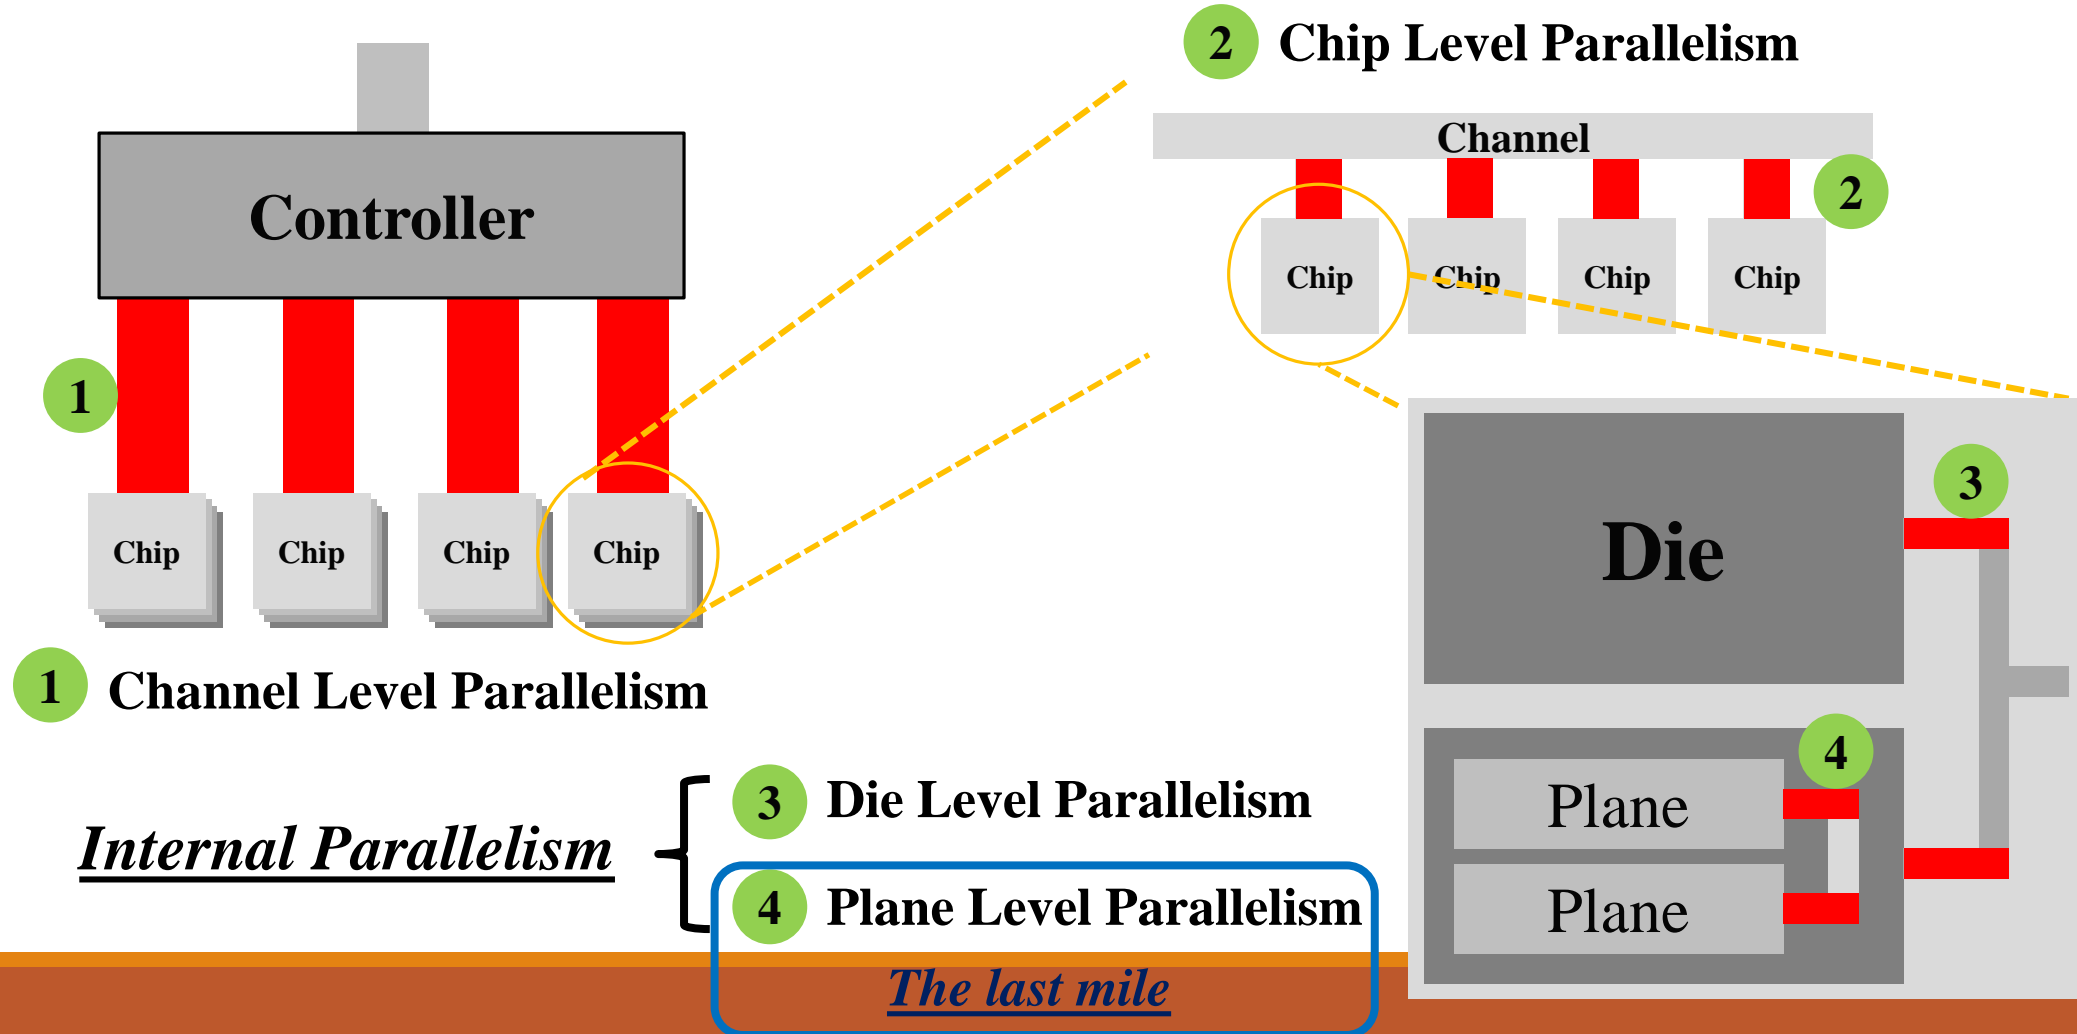 Controller
1
Chip
Chip
Chip
Chip
1 Channel Level Parallelism
2 Chip Level Parallelism
Channel
2
Chip
Chip
Chip
Chip
Die
3
4
Plane
Plane
Internal Parallelism
3 Die Level Parallelism
4 Plane Level Parallelism
The last mile